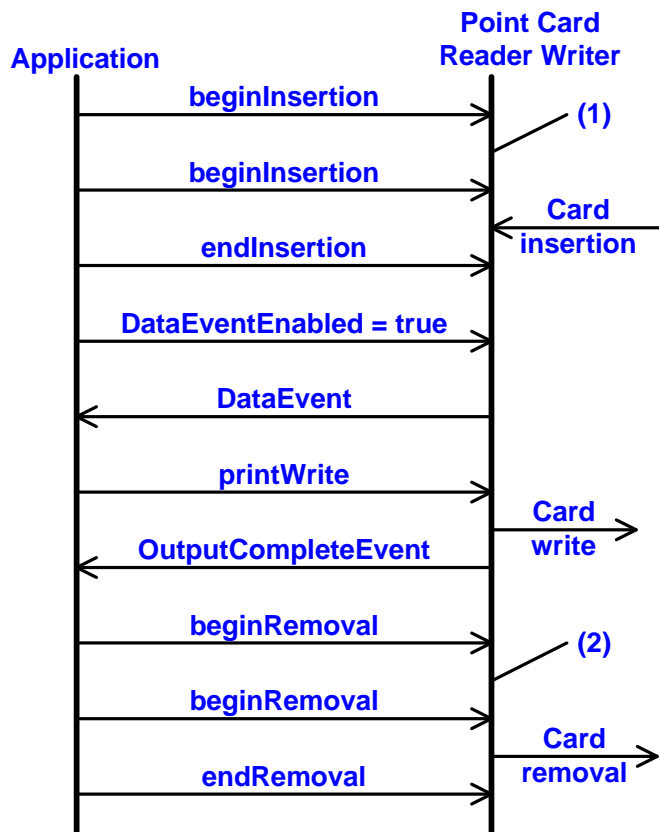 Point Card
Application
Reader Writer
beginInsertion
(1)
beginInsertion
Card
insertion
endInsertion
DataEventEnabled = true
DataEvent
printWrite
Card
write
OutputCompleteEvent
beginRemoval
(2)
beginRemoval
Card
removal
endRemoval